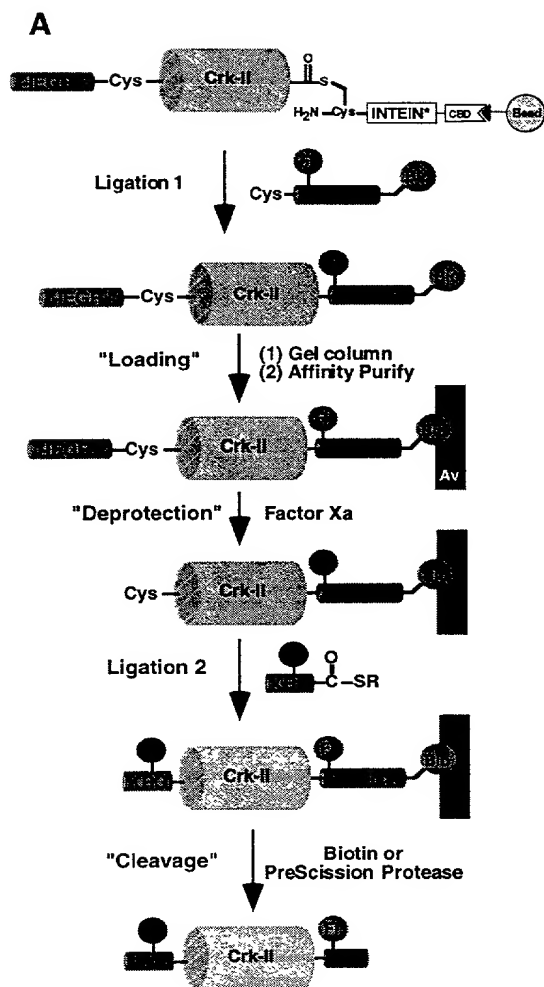 A
Cys
Crk-II
O
S
H₂N
Cys
INTEIN*
CBD
Bead
Ligation 1
Cys
Cys
Crk-II
"Loading"
(1) Gel column
(2) Affinity Purify
Cys
Crk-II
Av
"Deprotection"
Factor Xa
Cys
Crk-II
Ligation 2
O
C
SR
Crk-II
"Cleavage"
Biotin or
PreScission Protease
Crk-II